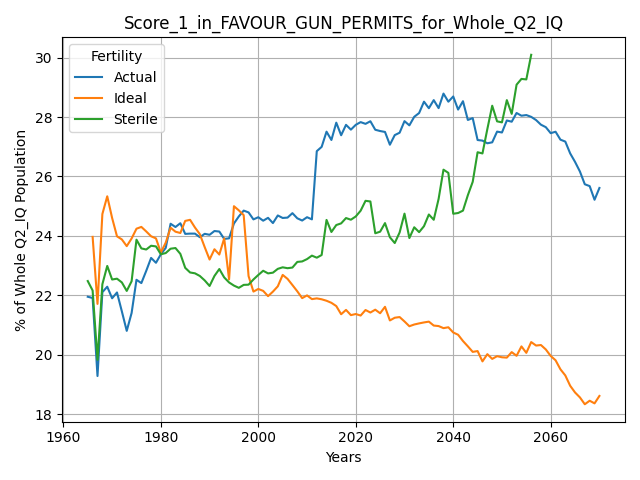 Score_1_in_FAVOUR_GUN_PERMITS_for_Whole_Q2_IQ
Fertility
Actual
Ideal
Sterile
% of Whole Q2_IQ Population
30
28
26
24
22
20
18
1960
1980
2000
2020
2040
2060
Years